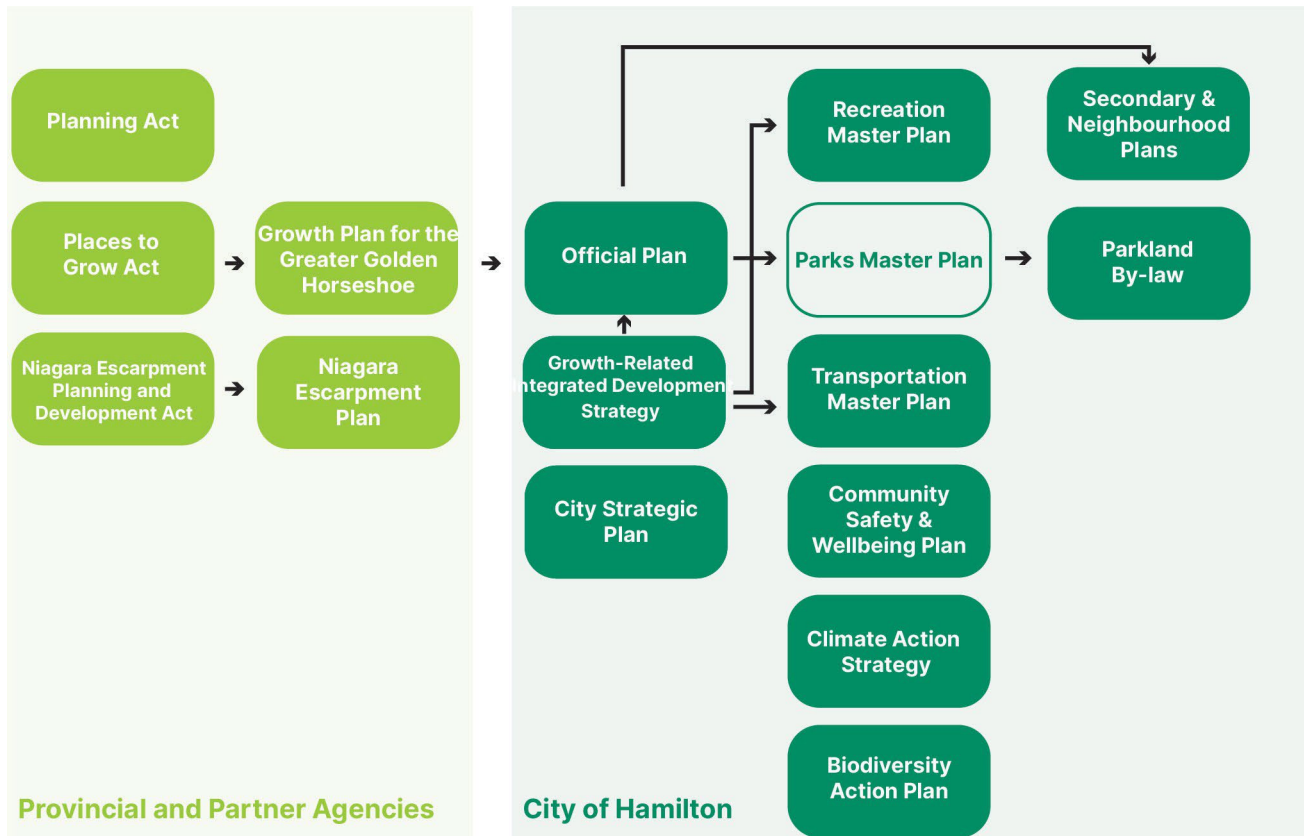 Planning Act
Places to
Grow Act
Niagara Escarpment
Planning and
Development Act
Growth Plan for the
Greater Golden
Horseshoe
Niagara
Escarpment
Plan
Provincial and Partner Agencies
Official Plan
Growth-Related
Integrated Development
Strategy
City Strategic
Plan
Recreation
Master Plan
Parks Master Plan
Transportation
Master Plan
Community
Safety &
Wellbeing Plan
Climate Action
Strategy
Biodiversity
Action Plan
Secondary &
Neighbourhood
Plans
Parkland
By-law
City of Hamilton